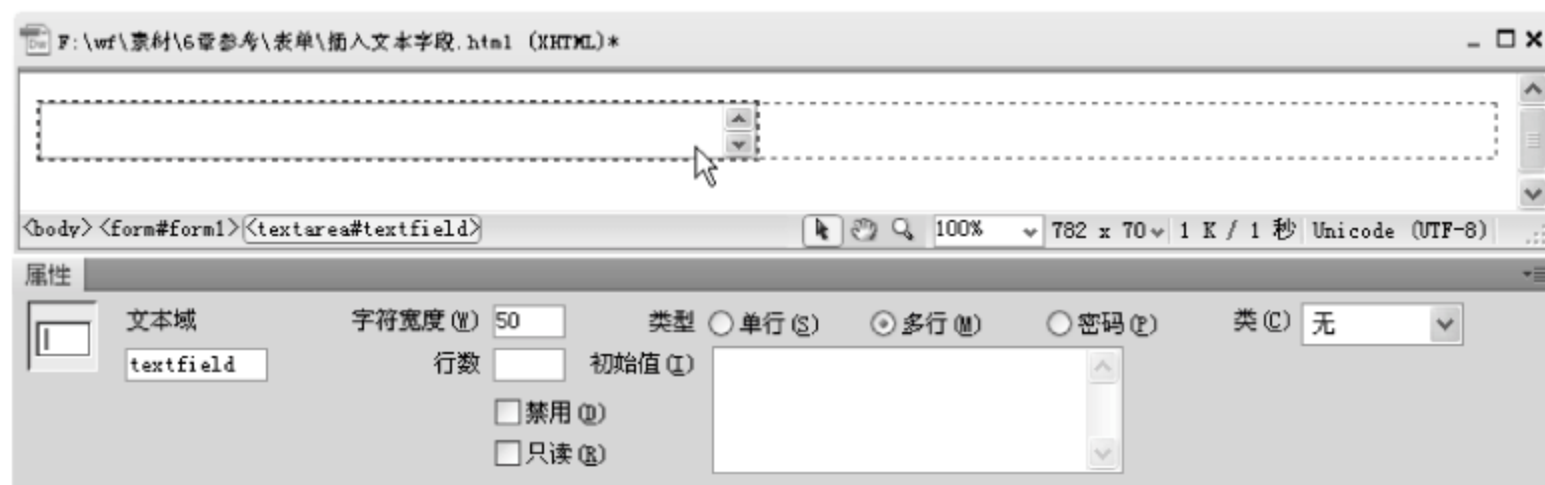 F:\wf\素材\6章参考\表单\插入文本字段.html (XHTML)*
<body> <form#form1> <textarea#textfield> 100% 782 x 70 1 K / 1 秒 Unicode (UTF-8)
属性
文本域 字符宽度(W) 50 类型 单行(S) 多行(M) 密码(P) 类(C) 无
textfield 行数 初始值(I)
禁用(D)
只读(R)